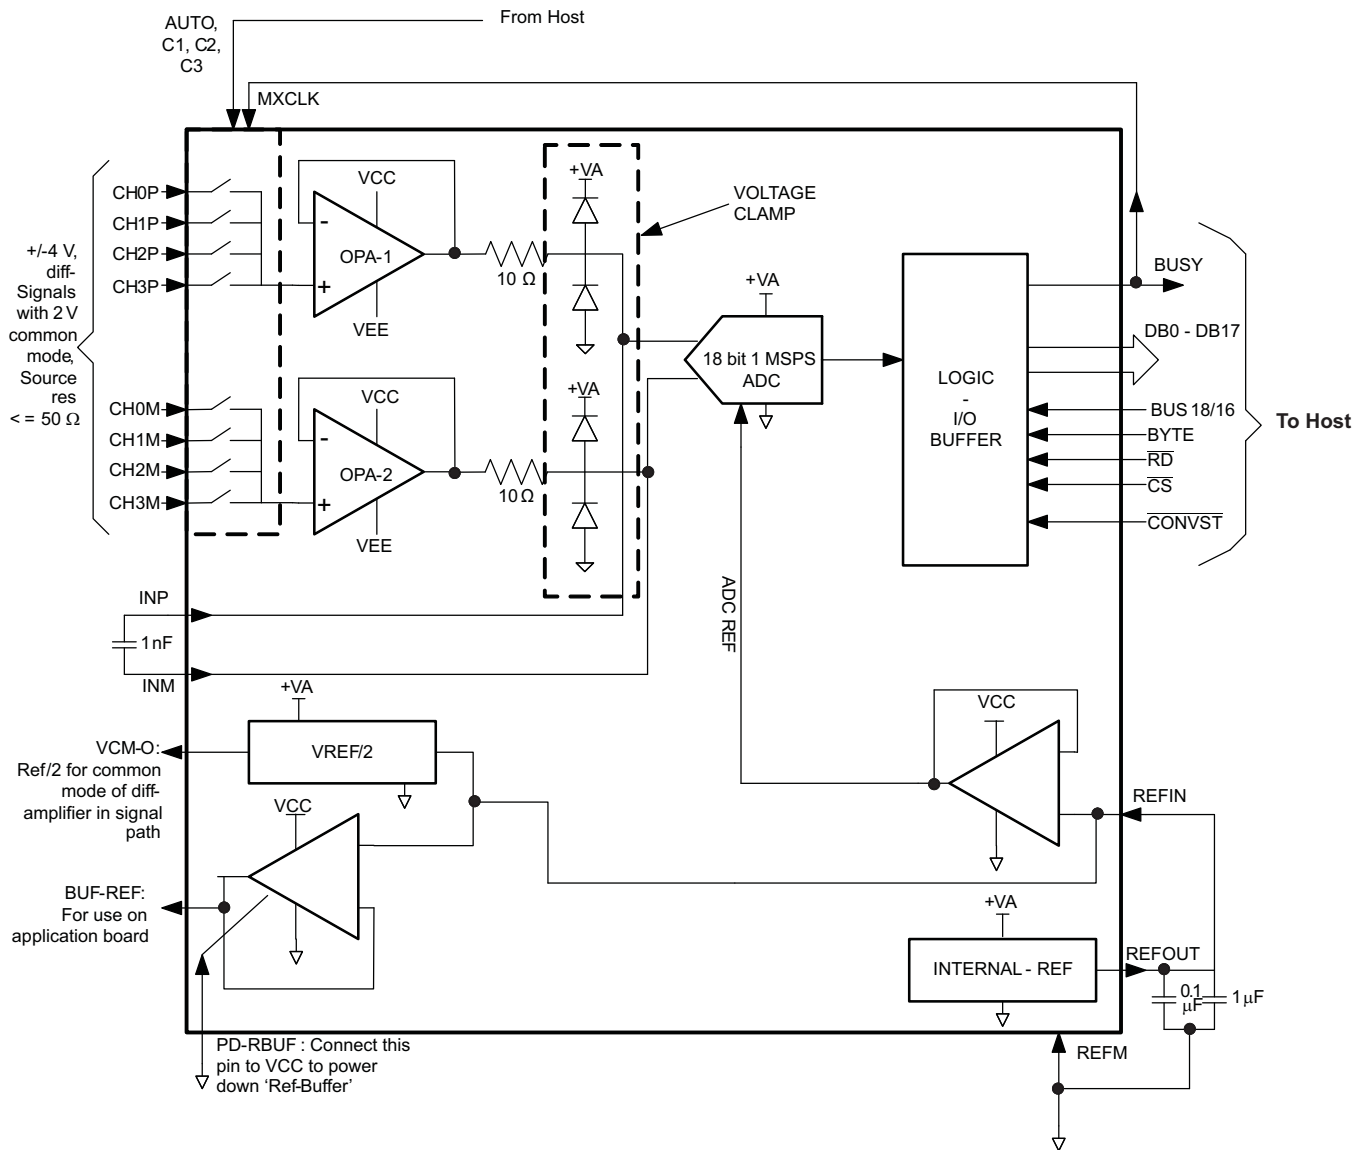 From Host
AUTO,
C1, C2,
C3
MXCLK
CH0P
CH1P
CH2P
CH3P
+/-4 V,
diff-
Signals
with 2 V
common
mode,
Source
res
< = 50 Ω
CH0M
CH1M
CH2M
CH3M
VCC
-
OPA-1
+
VEE
10 Ω
VCC
-
OPA-2
+
VEE
10 Ω
+VA
+VA
VOLTAGE
CLAMP
+VA
18 bit 1 MSPS
ADC
LOGIC
-
I/O
BUFFER
BUSY
DB0 - DB17
BUS 18/16
BYTE
RD
CS
CONVST
To Host
INP
1 nF
INM
ADC REF
+VA
VREF/2
VCM-O:
Ref/2 for common
mode of diff-
amplifier in signal
path
VCC
BUF-REF:
For use on
application board
PD-RBUF : Connect this
pin to VCC to power
down ‘Ref-Buffer’
VCC
REFIN
+VA
INTERNAL - REF
REFOUT
0.1
μF
1 μF
REFM